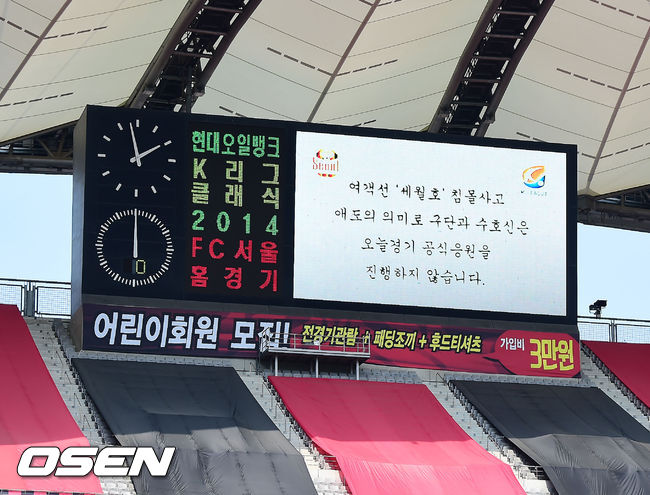 현대오일뱅크
K리그
클래식
2014
FC서울
홈경기
SEOUL
여객선 '세월호' 침몰사고
애도의 의미로 구단과 수호신은
오늘경기 공식응원을
진행하지 않습니다.
0
어린이회원 모집! 전경기관람 + 패딩조끼 + 후드티셔츠 가입비 3만원
OSEN